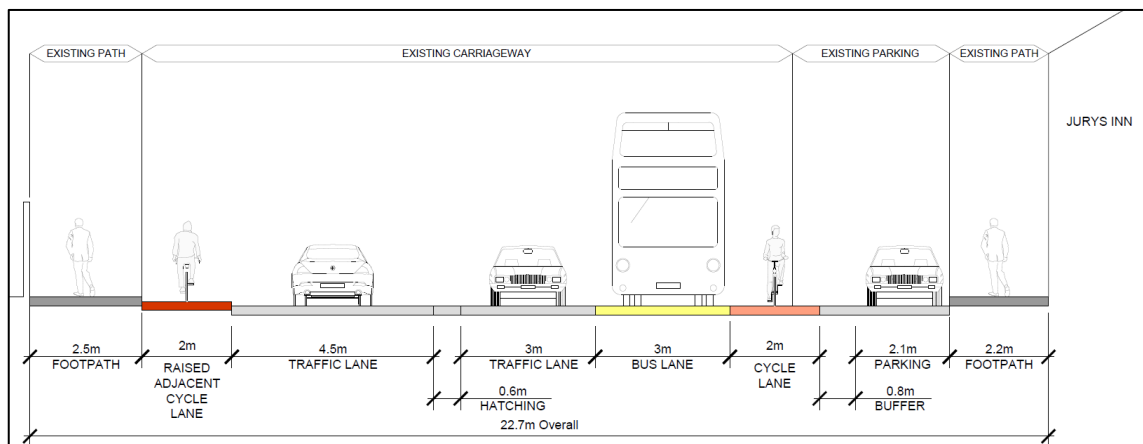 EXISTING PATH
EXISTING CARRIAGEWAY
EXISTING PARKING
EXISTING PATH
JURYS INN
2.5m
FOOTPATH
2m
RAISED
ADJACENT
CYCLE
LANE
4.5m
TRAFFIC LANE
0.6m
HATCHING
3m
TRAFFIC LANE
3m
BUS LANE
2m
CYCLE
LANE
0.8m
BUFFER
2.1m
PARKING
2.2m
FOOTPATH
22.7m Overall